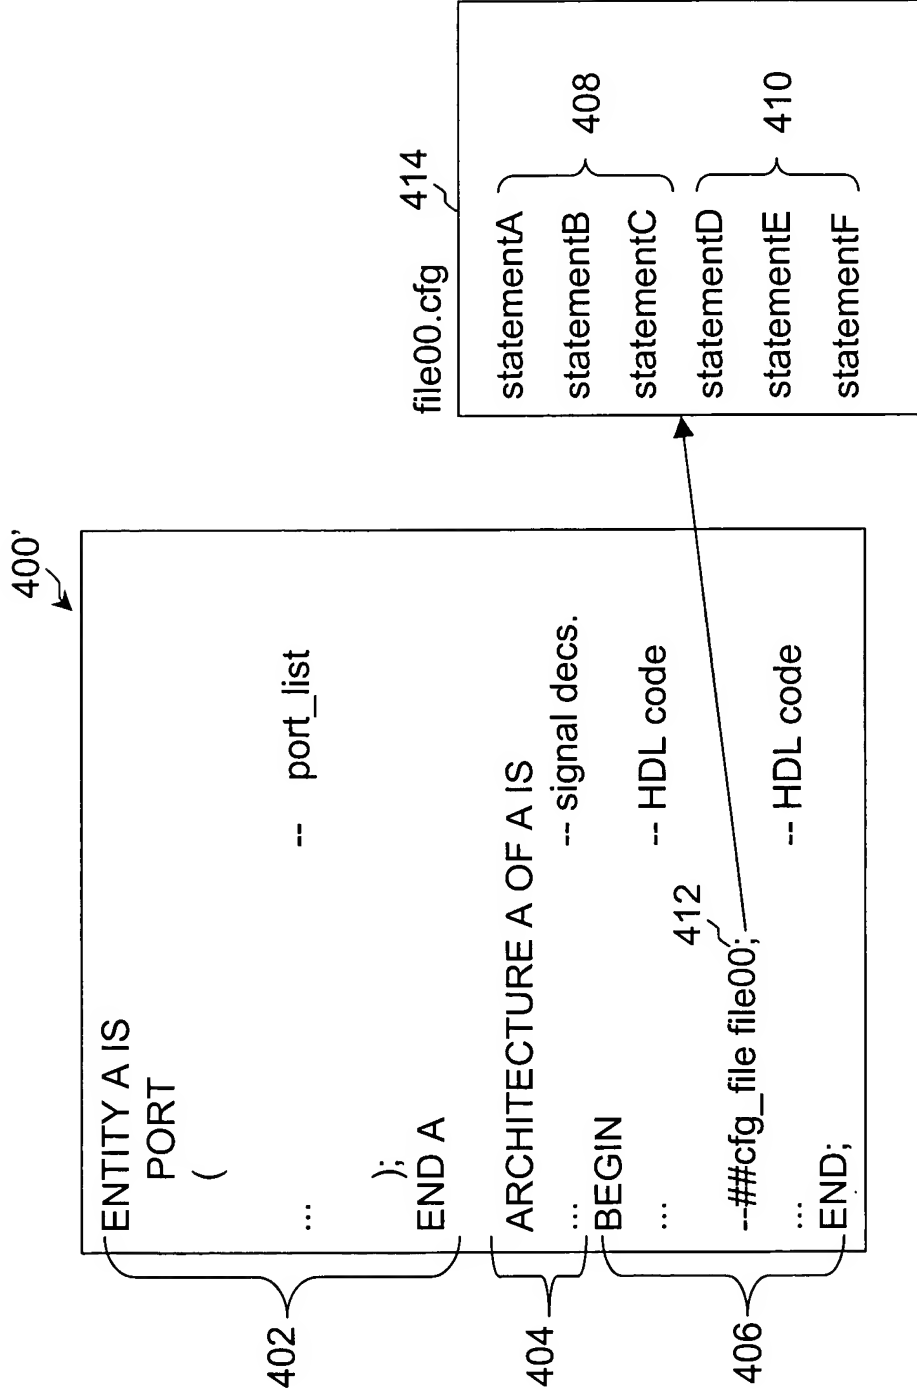 400'
402
ENTITY A IS
PORT
(
... -- port_list
);
END A
404
ARCHITECTURE A OF A IS
... -- signal decs.
406
BEGIN
... -- HDL code
412
--##cfg_file file00;
... -- HDL code
END;
file00.cfg
414
statementA
statementB
statementC
408
statementD
statementE
statementF
410